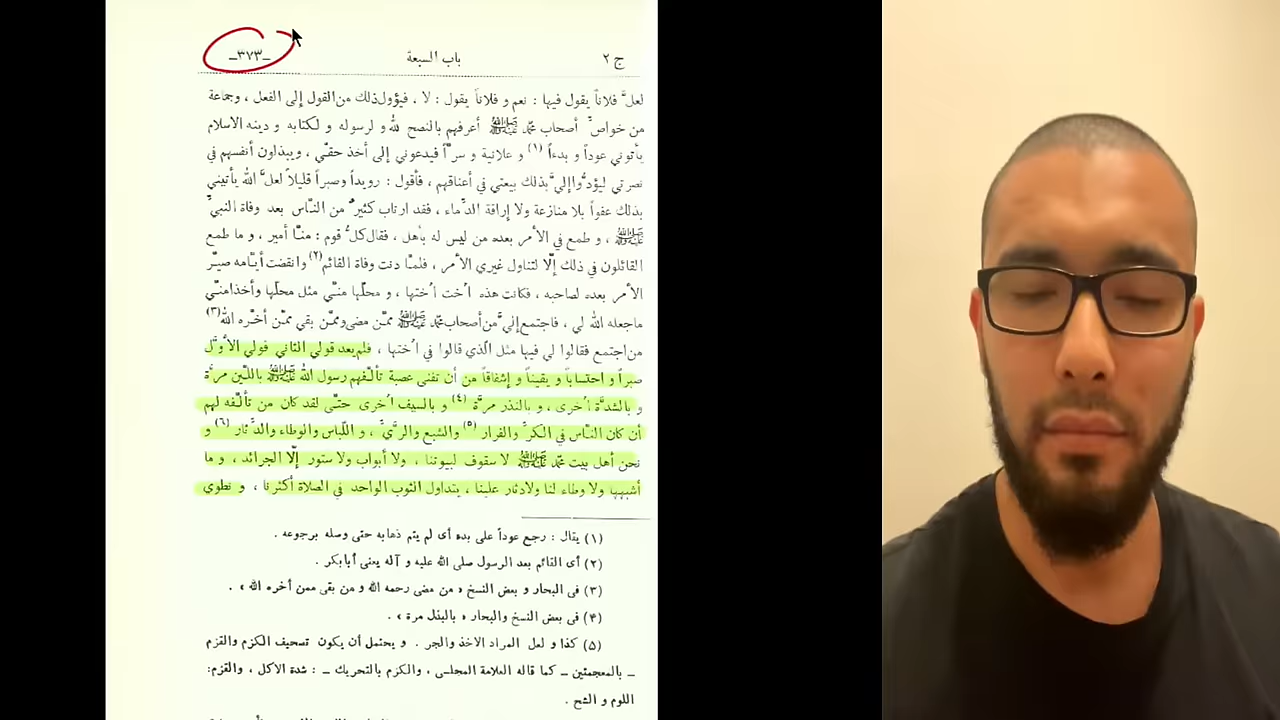 ج ٢ باب السبعة ـ٣٧٣ـ
لعلَّ فلاناً يقول فيها : نعم و فلاناً يقول : لا . فيؤول ذلك من القول إلى الفعل ، وجماعة
من خواصِّ أصحاب محمّد ﷺ أعرفهم بالنصح لله و لرسوله و لكتابه و دينه الاسلام
يأتوني عوداً و بدءاً (١) و علانية و سرّاً فيدعوني إلى أخذ حقّي ، ويبذلون أنفسهم في
نصرتي ليؤدُّوا إليَّ بذلك بيعتي في أعناقهم ، فأقول : رويداً وصبراً قليلاً لعلَّ الله يأتيني
بذلك عفواً بلا منازعة ولا إراقة الدِّماء ، فقد ارتاب كثيرٌ من النّاس بعد وفاة النبيِّ
ﷺ ، و طمع في الأمر بعده من ليس له بأهل ، فقال كلُّ قوم : منّا أمير ، و ما طمع
القائلون في ذلك إلّا لتناول غيري الأمر ، فلمّا دنت وفاة القائم (٢) وانقضت أيّامه صيّر
الأمر بعده لصاحبه ، فكانت هذه اُخت اُختها ، و محلّها منّي مثل محلّها وأخذا منّي
ما جعله الله لي ، فاجتمع إليَّ من أصحاب محمّد ﷺ ممّن مضى وممّن بقي ممّن أخّره الله (٣)
من اجتمع فقالوا لي فيها مثل الّذي قالوا في اُختها ، فلم يعد قولي الثاني قولي الأوَّل
صبراً و احتساباً و يقيناً و إشفاقاً من أن تفنى عصبة تألّفهم رسول الله ﷺ باللّين مرَّة
و بالشدَّة اُخرى ، و بالنذر مرَّة (٤) و بالسيف اُخرى حتّى لقد كان من تألّفه لهم
أن كان النّاس في الكرِّ والفرار (٥) والشبع والريِّ ، و اللّباس والوطاء والدِّثار (٦) و
نحن أهل بيت محمّد ﷺ لا سقوف لبيوتنا ، ولا أبواب ولا ستور إلّا الجرائد ، و ما
أشبهها ولا وطاء لنا ولا دثار علينا ، يتداول الثوب الواحد في الصلاة أكثرنا ، و نطوي
(١) يقال : رجع عوداً على بدء أى لم يتم ذهابه حتى وصله برجوعه .
(٢) أى القائم بعد الرسول صلى الله عليه و آله يعنى أبابكر .
(٣) فى البحار و بعض النسخ « من مضى رحمه الله و من بقى ممن أخره الله » .
(۴) فى بعض النسخ والبحار « بالبذل مرة » .
(۵) كذا و لعل المراد الاخذ والجر . و يحتمل أن يكون تصحيف الكزم والقزم
ـ بالمعجمتين ـ كما قاله العلامة المجلسى ، والكزم بالتحريك ـ : شدة الاكل ، والقزم:
اللوم و الشح .